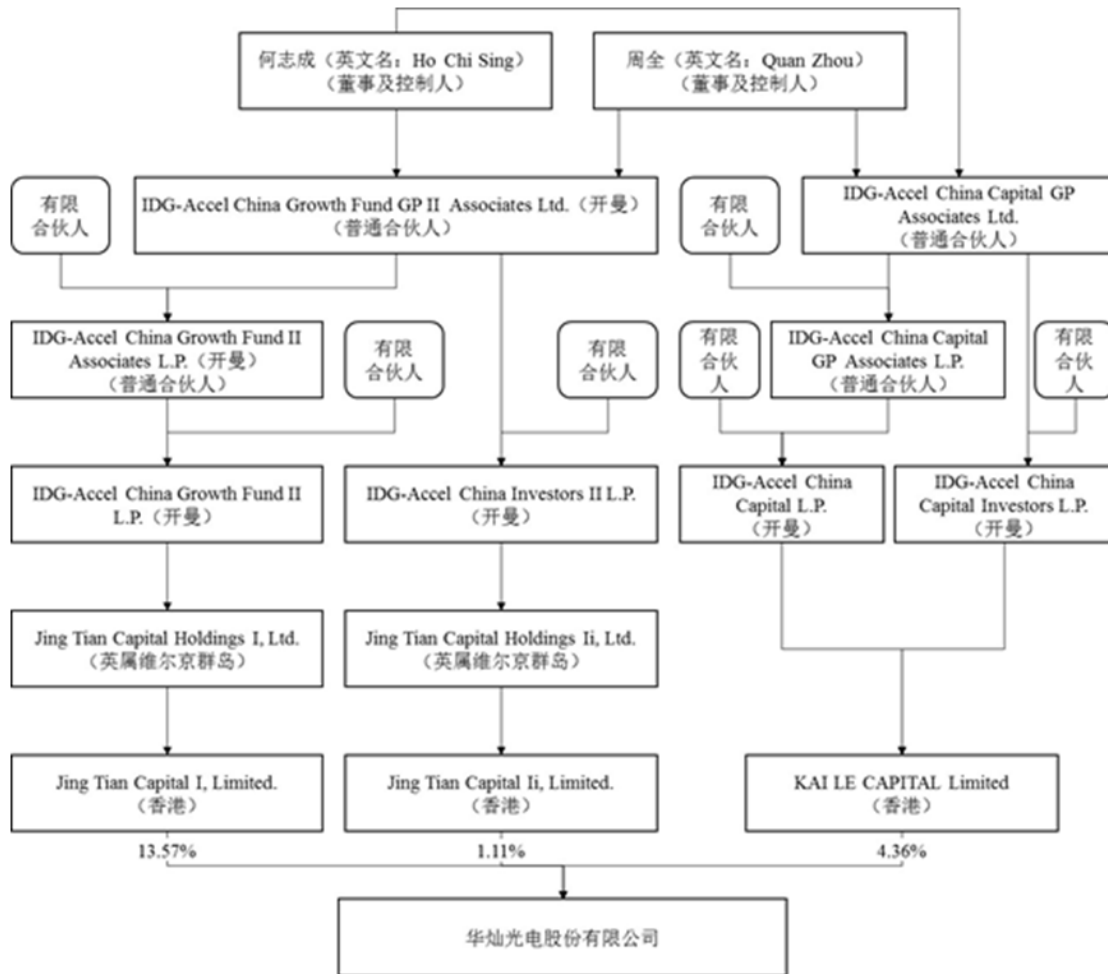 何志成（英文名：Ho Chi Sing）
（董事及控制人）
周全（英文名：Quan Zhou）
（董事及控制人）
有限
合伙人
IDG-Accel China Growth Fund GP II Associates Ltd.（开曼）
（普通合伙人）
有限
合伙人
IDG-Accel China Capital GP
Associates Ltd.
（普通合伙人）
IDG-Accel China Growth Fund II
Associates L.P.（开曼）
（普通合伙人）
有限
合伙人
有限
合伙人
有限
合伙
人
IDG-Accel China Capital
GP Associates L.P.
（普通合伙人）
有限
合伙
人
IDG-Accel China Growth Fund II
L.P.（开曼）
IDG-Accel China Investors II L.P.
（开曼）
IDG-Accel China
Capital L.P.
（开曼）
IDG-Accel China
Capital Investors L.P.
（开曼）
Jing Tian Capital Holdings I, Ltd.
（英属维尔京群岛）
Jing Tian Capital Holdings Ii, Ltd.
（英属维尔京群岛）
Jing Tian Capital I, Limited.
（香港）
Jing Tian Capital Ii, Limited.
（香港）
KAI LE CAPITAL Limited
（香港）
13.57%
1.11%
4.36%
华灿光电股份有限公司